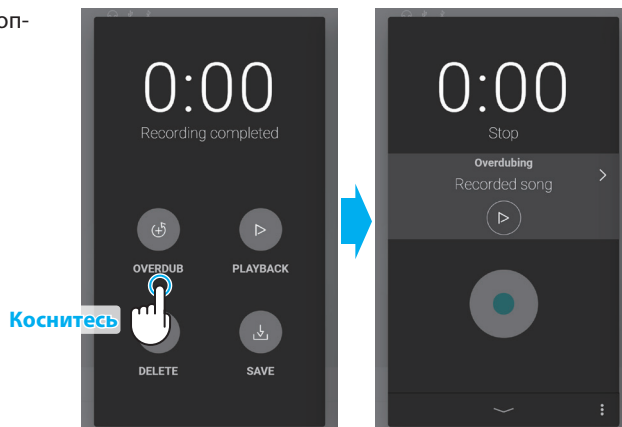 оп-
0:00
Recording completed
OVERDUB
PLAYBACK
Коснитесь
DELETE
SAVE
0:00
Stop
Overdubing
Recorded song